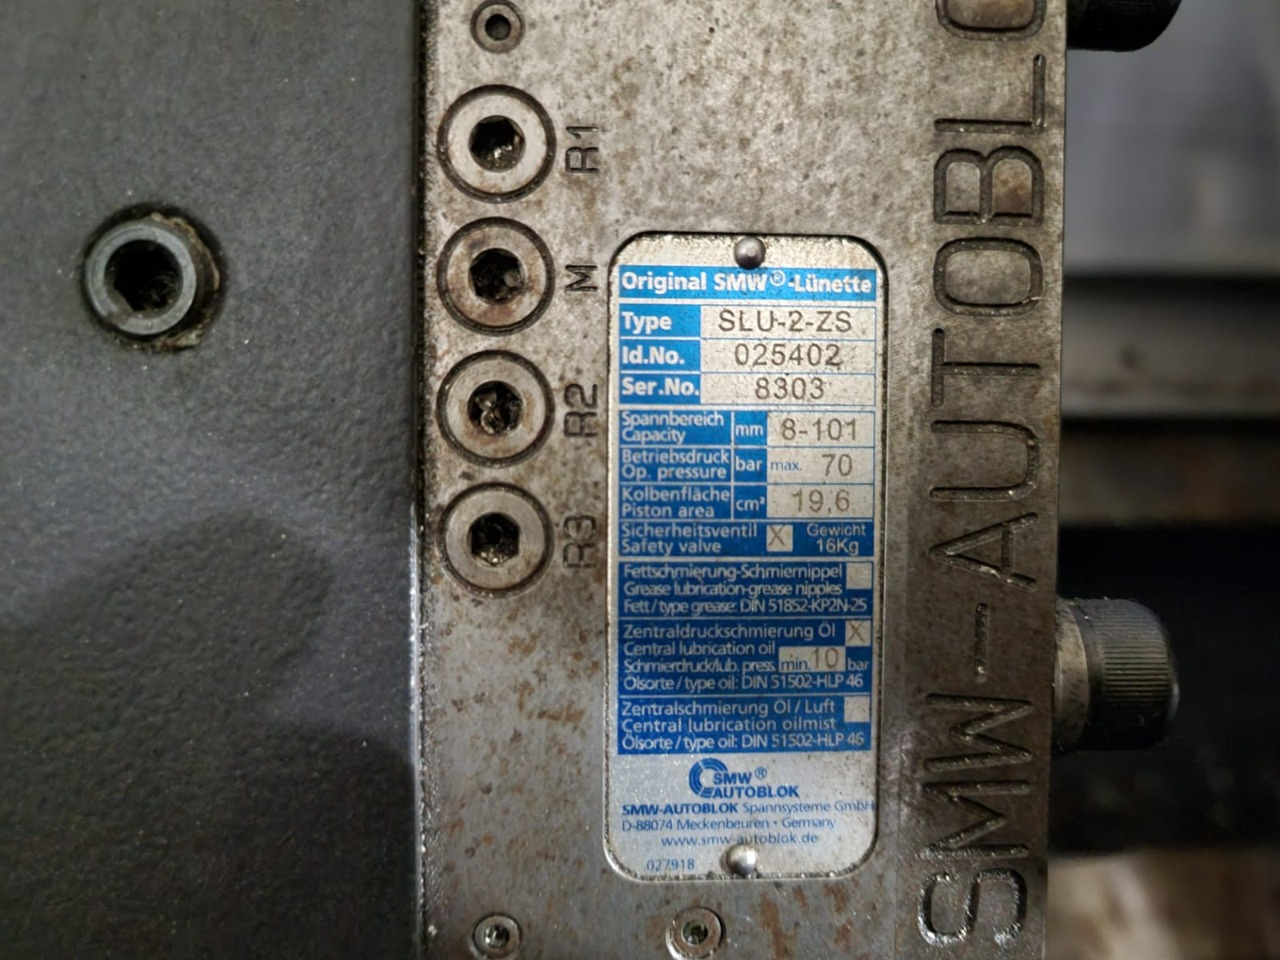 R1
M
R2
R3
Original SMW®-Lünette
Type SLU-2-ZS
Id.No. 025402
Ser.No. 8303
Spannbereich
Capacity mm 8-101
Betriebsdruck
Op. pressure bar max. 70
Kolbenfläche
Piston area cm² 19,6
Sicherheitsventil X Gewicht
Safety valve 16Kg
Fettschmierung-Schmiernippel
Grease lubrication-grease nipples
Fett/type grease: DIN 51852-KP2N-25
Zentraldruckschmierung Öl X
Central lubrication oil
Schmierdruck/lub. press. min. 10 bar
Ölsorte/type oil: DIN 51502-HLP 46
Zentralschmierung Öl / Luft
Central lubrication oilmist
Ölsorte/type oil: DIN 51502-HLP 46
SMW®
AUTOBLOK
SMW-AUTOBLOK Spannsysteme GmbH
D-88074 Meckenbeuren • Germany
www.smw-autoblok.de
027918
SMW-AUTOBLO